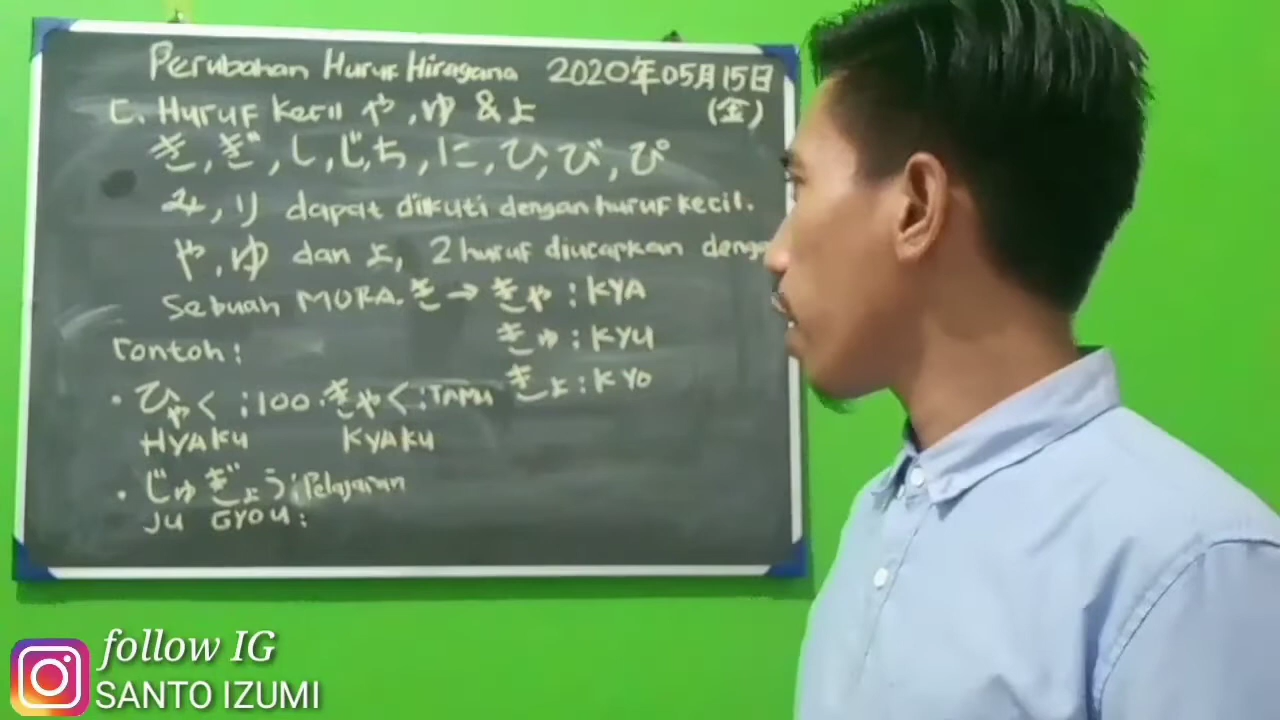 Perubahan Huruf Hiragana 2020年05月15日
(金)
C. Huruf Kecil や, ゆ & よ
き, ぎ, し, じ, ち, に, ひ, び, ぴ
み, り dapat diikuti dengan huruf kecil.
や, ゆ dan よ, 2 huruf diucapkan denga
Sebuah MORA. き → きゃ : KYA
きゅ : KYU
Contoh :
きょ : KYO
• ひゃく : 100 • きゃく : TAMU
HYAKU KYAKU
• じゅぎょう : Pelajaran
JU GYOU :
follow IG
SANTO IZUMI